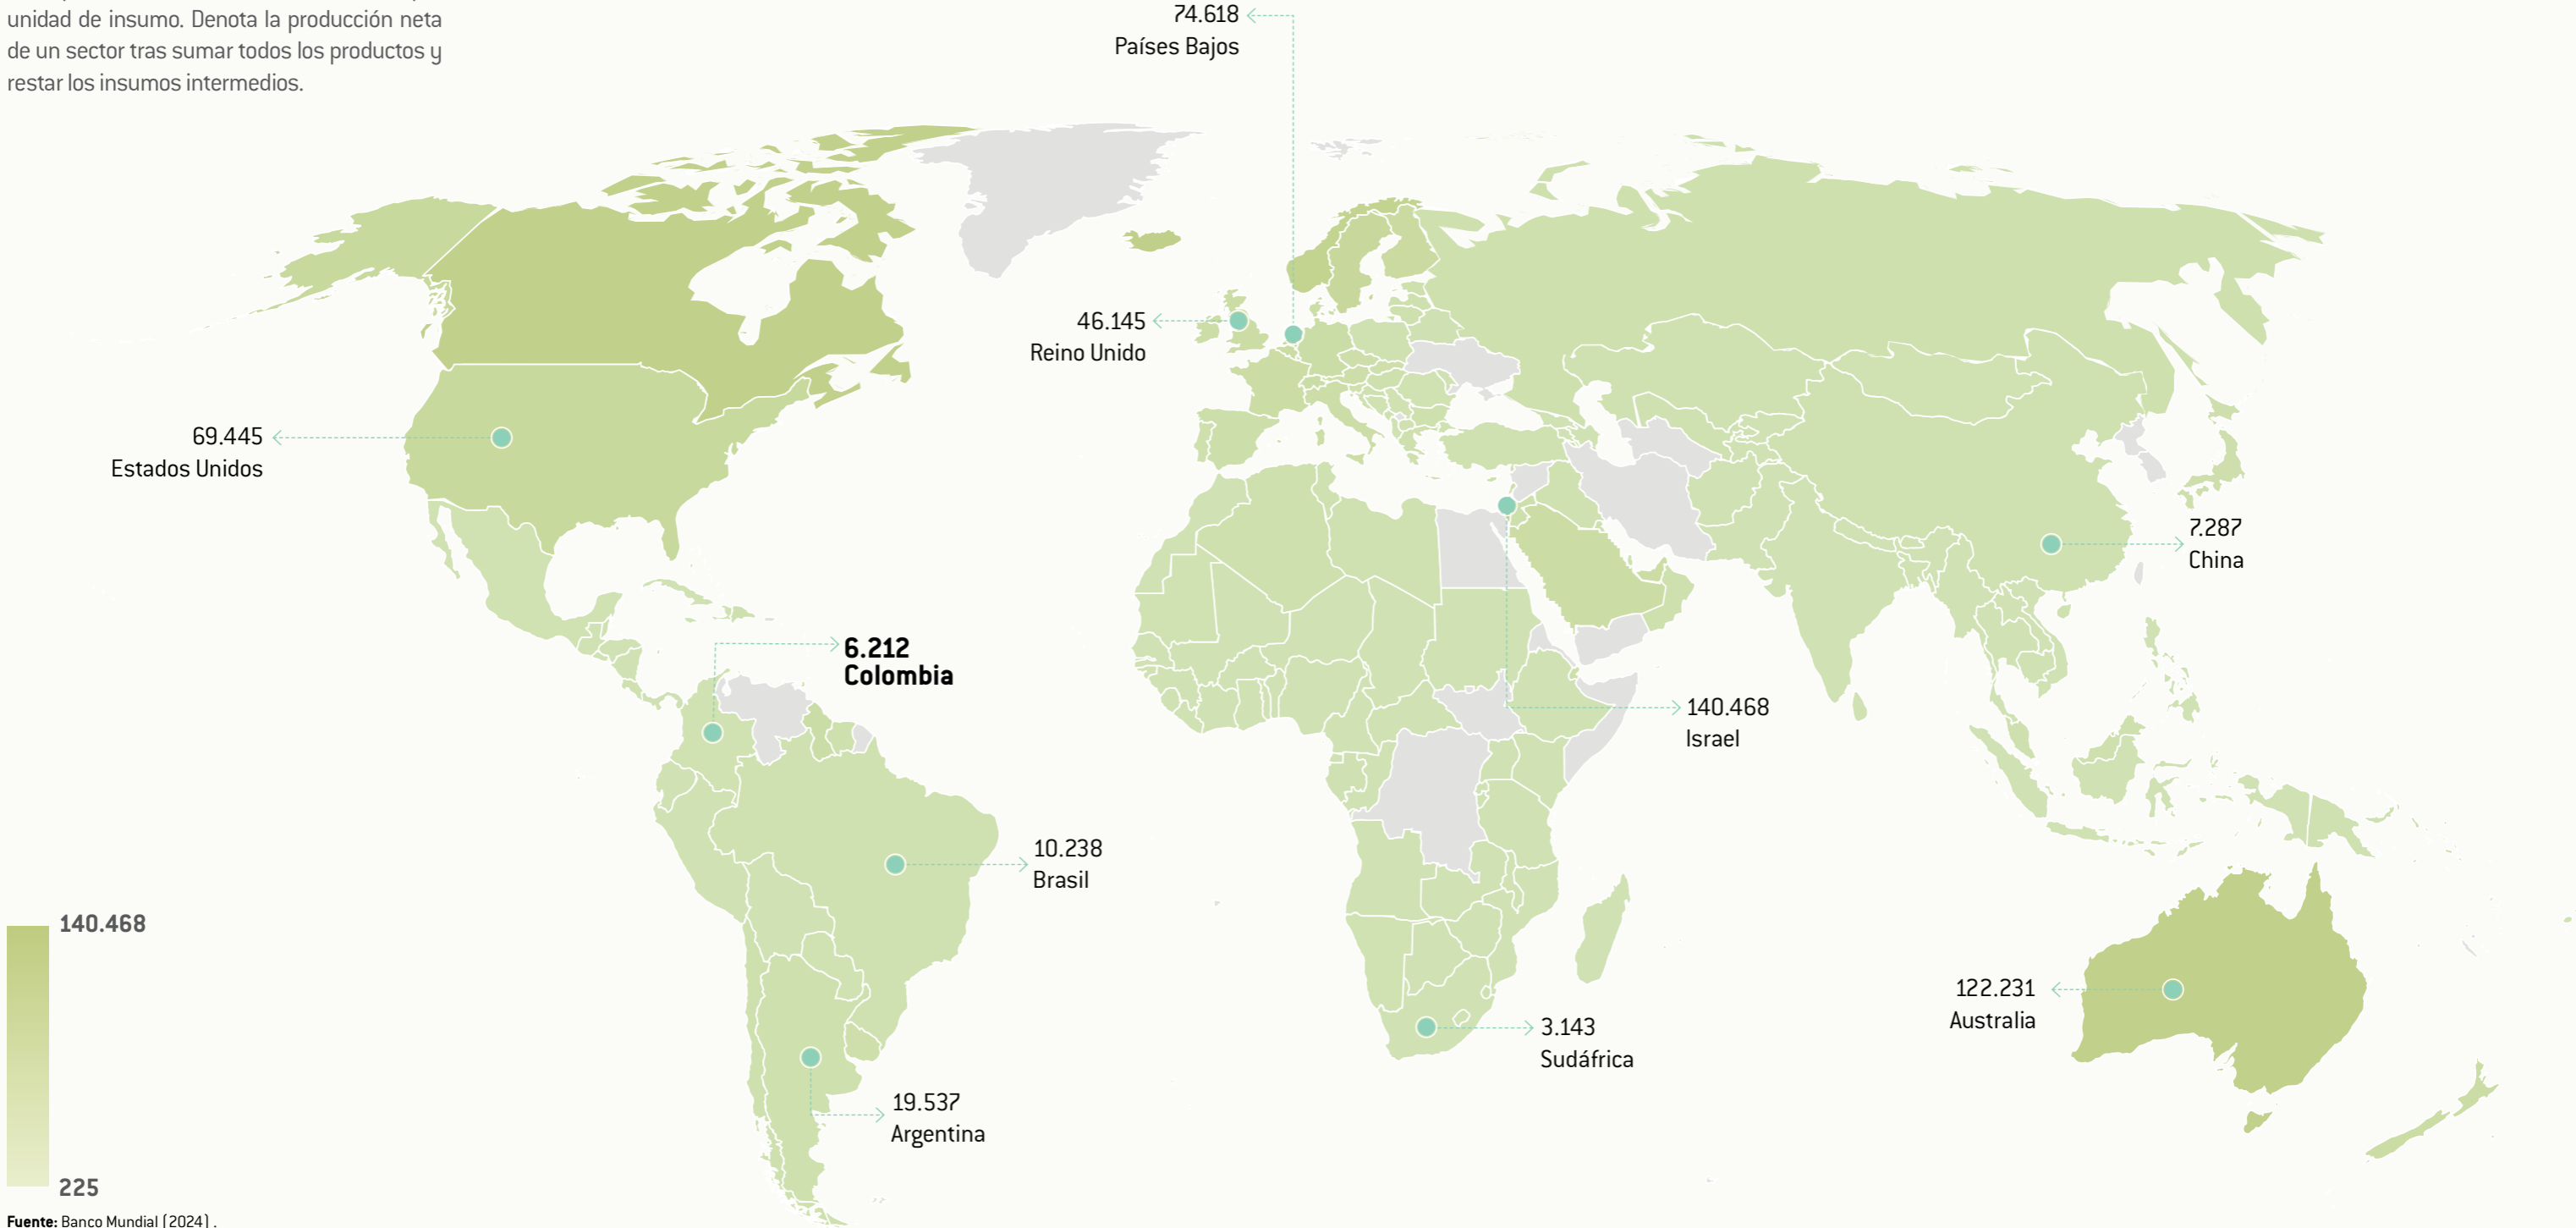 unidad de insumo. Denota la producción neta
de un sector tras sumar todos los productos y
restar los insumos intermedios.
74.618
Países Bajos
46.145
Reino Unido
69.445
Estados Unidos
7.287
China
6.212
Colombia
140.468
Israel
10.238
Brasil
140.468
122.231
Australia
3.143
Sudáfrica
19.537
Argentina
225
Fuente: Banco Mundial (2024) .